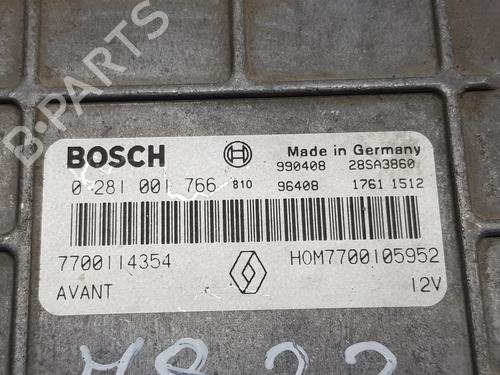 B-PARTS
BOSCH
Made in Germany
990408 28SA3860
0 281 001 766 810 96408 1761 1512
7700114354 HOM7700105952
AVANT 12V